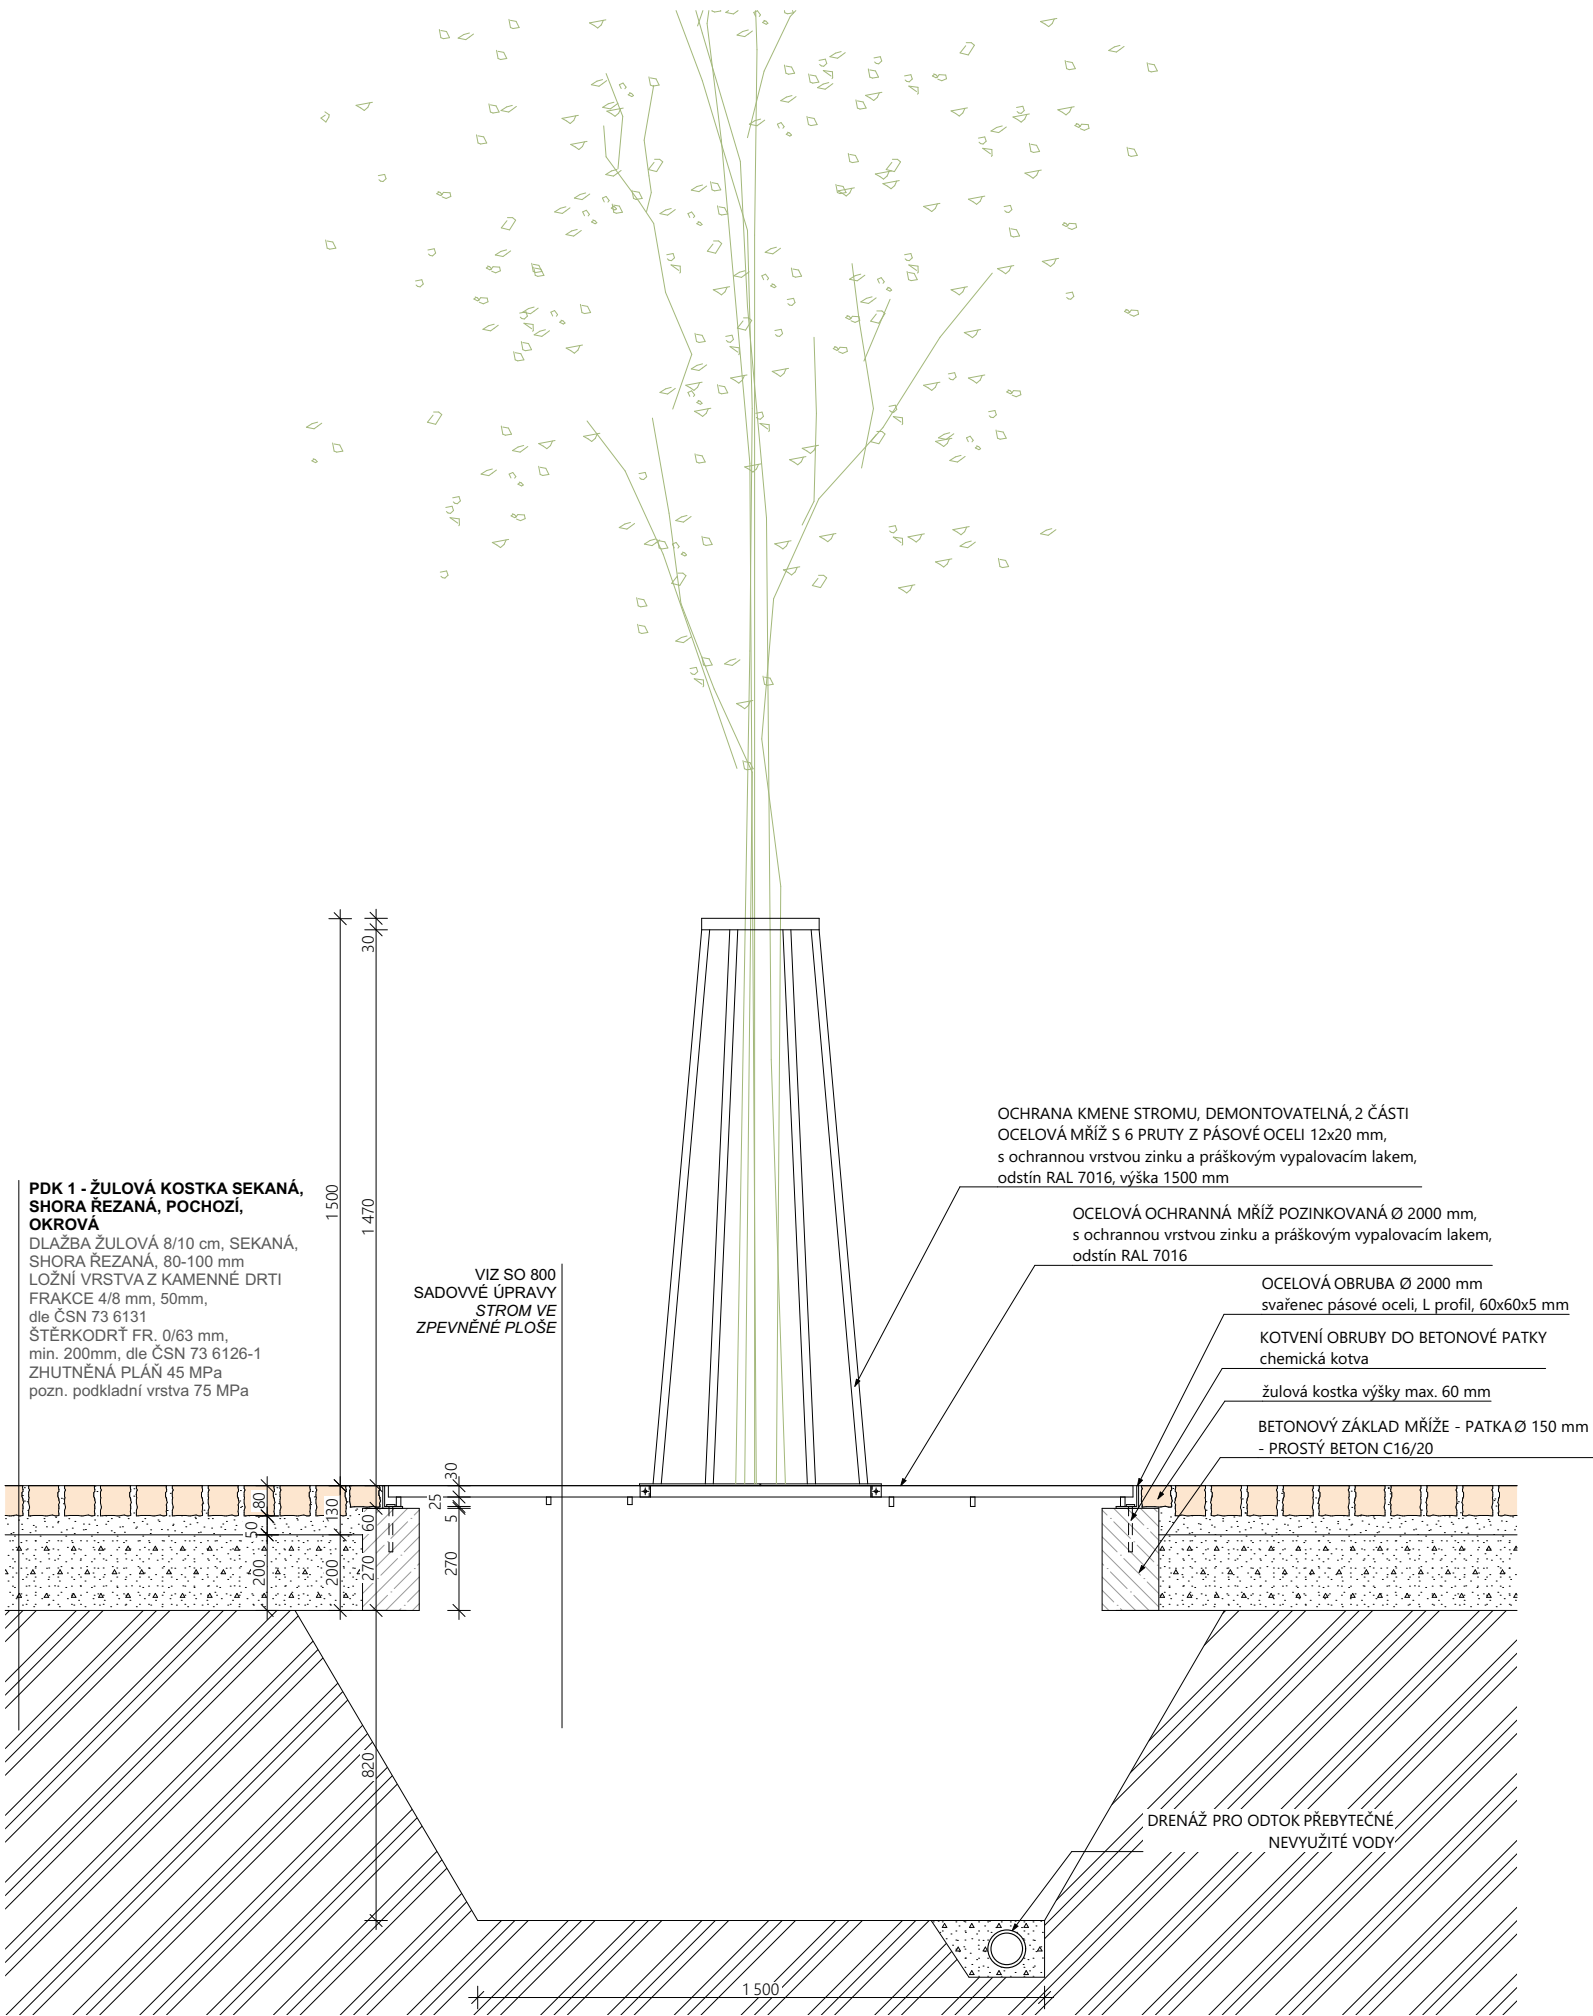 30
1 500
1 470
OCHRANA KMENE STROMU, DEMONTOVATELNÁ, 2 ČÁSTI
OCELOVÁ MŘÍŽ S 6 PRUTY Z PÁSOVÉ OCELI 12x20 mm,
s ochrannou vrstvou zinku a práškovým vypalovacím lakem,
odstín RAL 7016, výška 1500 mm
PDK 1 - ŽULOVÁ KOSTKA SEKANÁ,
SHORA ŘEZANÁ, POCHOZÍ,
OKROVÁ
DLAŽBA ŽULOVÁ 8/10 cm, SEKANÁ,
SHORA ŘEZANÁ, 80-100 mm
LOŽNÍ VRSTVA Z KAMENNÉ DRTI
FRAKCE 4/8 mm, 50mm,
dle ČSN 73 6131
ŠTĚRKODRŤ FR. 0/63 mm,
min. 200mm, dle ČSN 73 6126-1
ZHUTNĚNÁ PLÁŇ 45 MPa
pozn. podkladní vrstva 75 MPa
VIZ SO 800
SADOVVÉ ÚPRAVY
STROM VE
ZPEVNĚNÉ PLOŠE
OCELOVÁ OCHRANNÁ MŘÍŽ POZINKOVANÁ Ø 2000 mm,
s ochrannou vrstvou zinku a práškovým vypalovacím lakem,
odstín RAL 7016
OCELOVÁ OBRUBA Ø 2000 mm
svařenec pásové oceli, L profil, 60x60x5 mm
KOTVENÍ OBRUBY DO BETONOVÉ PATKY
chemická kotva
žulová kostka výšky max. 60 mm
BETONOVÝ ZÁKLAD MŘÍŽE - PATKA Ø 150 mm
- PROSTÝ BETON C16/20
80
50
200
130
200
60
270
30
25
5
270
820
DRENÁŽ PRO ODTOK PŘEBYTEČNÉ
NEVYUŽITÉ VODY
1 500